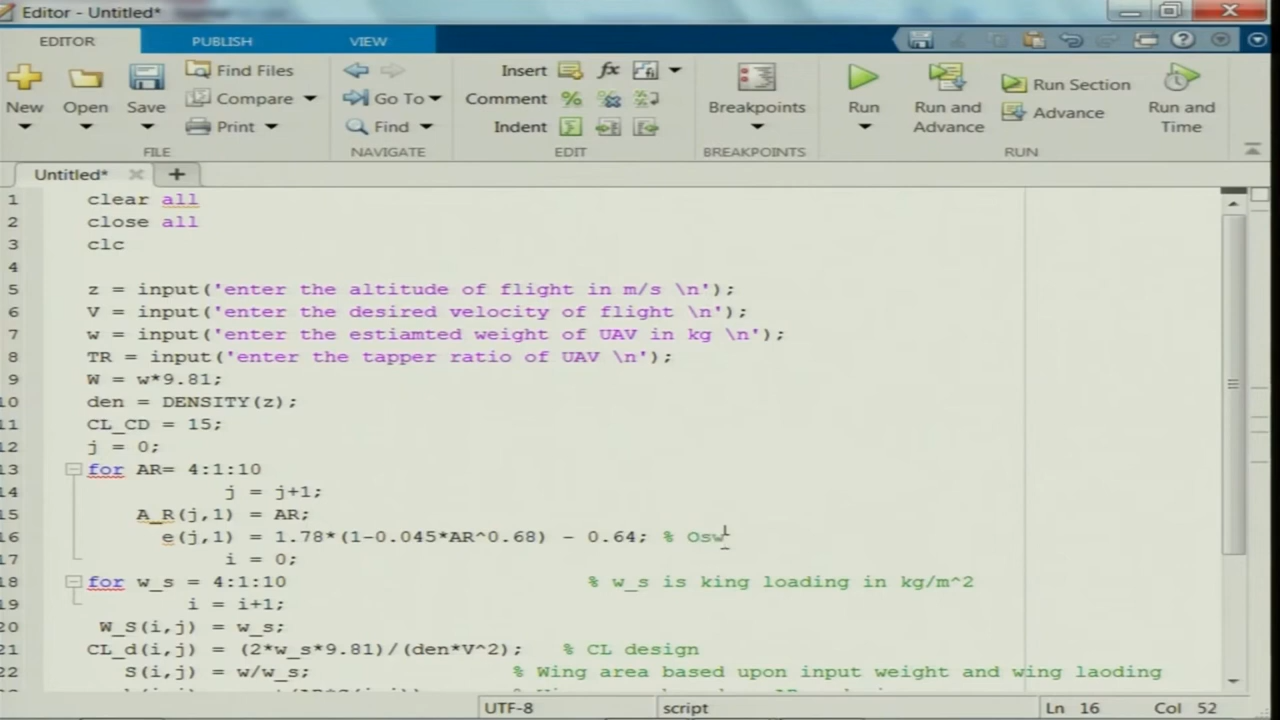 Editor - Untitled*
EDITOR PUBLISH VIEW
New Open Save Find Files Compare Print
FILE
Go To Find
NAVIGATE
Insert fx
Comment %
Indent
EDIT
Breakpoints
BREAKPOINTS
Run Run and Advance Run Section Advance Run and Time
RUN
Untitled* +
1 clear all
2 close all
3 clc
4
5 z = input('enter the altitude of flight in m/s \n');
6 V = input('enter the desired velocity of flight \n');
7 w = input('enter the estiamted weight of UAV in kg \n');
8 TR = input('enter the tapper ratio of UAV \n');
9 W = w*9.81;
10 den = DENSITY(z);
11 CL_CD = 15;
12 j = 0;
13 for AR= 4:1:10
14 j = j+1;
15 A_R(j,1) = AR;
16 e(j,1) = 1.78*(1-0.045*AR^0.68) - 0.64; % Osw
17 i = 0;
18 for w_s = 4:1:10 % w_s is king loading in kg/m^2
19 i = i+1;
20 W_S(i,j) = w_s;
21 CL_d(i,j) = (2*w_s*9.81)/(den*V^2); % CL design
22 S(i,j) = w/w_s; % Wing area based upon input weight and wing laoding
UTF-8 script Ln 16 Col 52